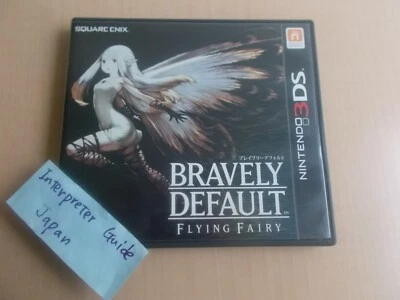 SQUARE ENIX
NINTENDO 3DS
ブレイブリーデフォルト
BRAVELY
DEFAULT
FLYING FAIRY
Interpreter Guide
Japan